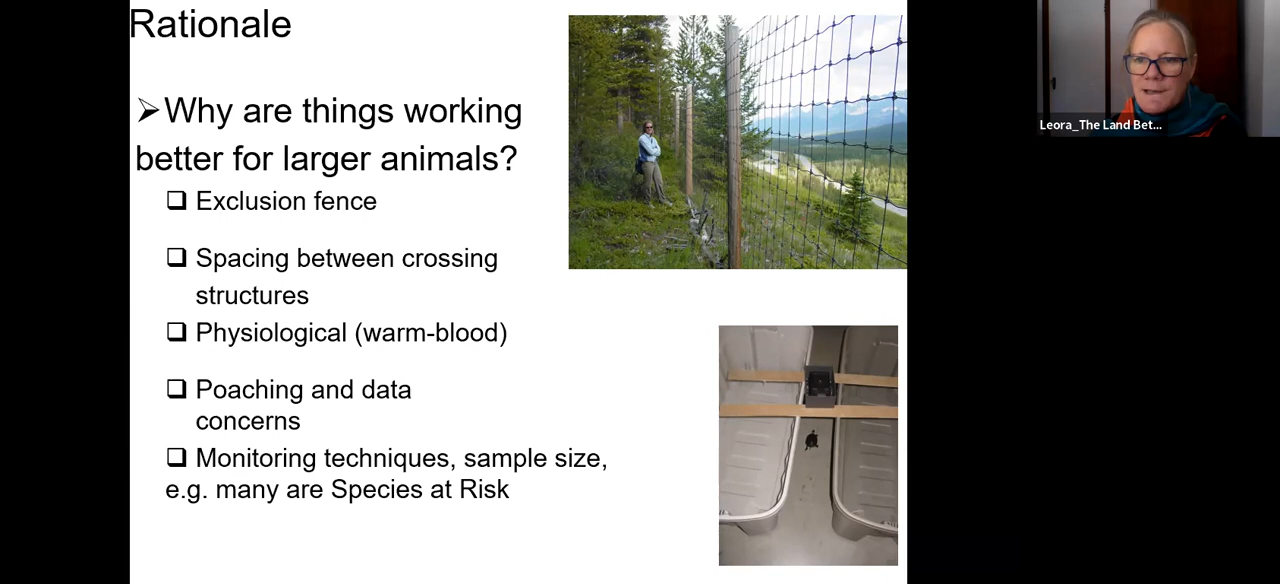 Rationale
➢Why are things working
better for larger animals?
❑ Exclusion fence
❑ Spacing between crossing
structures
❑ Physiological (warm-blood)
❑ Poaching and data
concerns
❑ Monitoring techniques, sample size,
e.g. many are Species at Risk
Leora_The Land Bet...